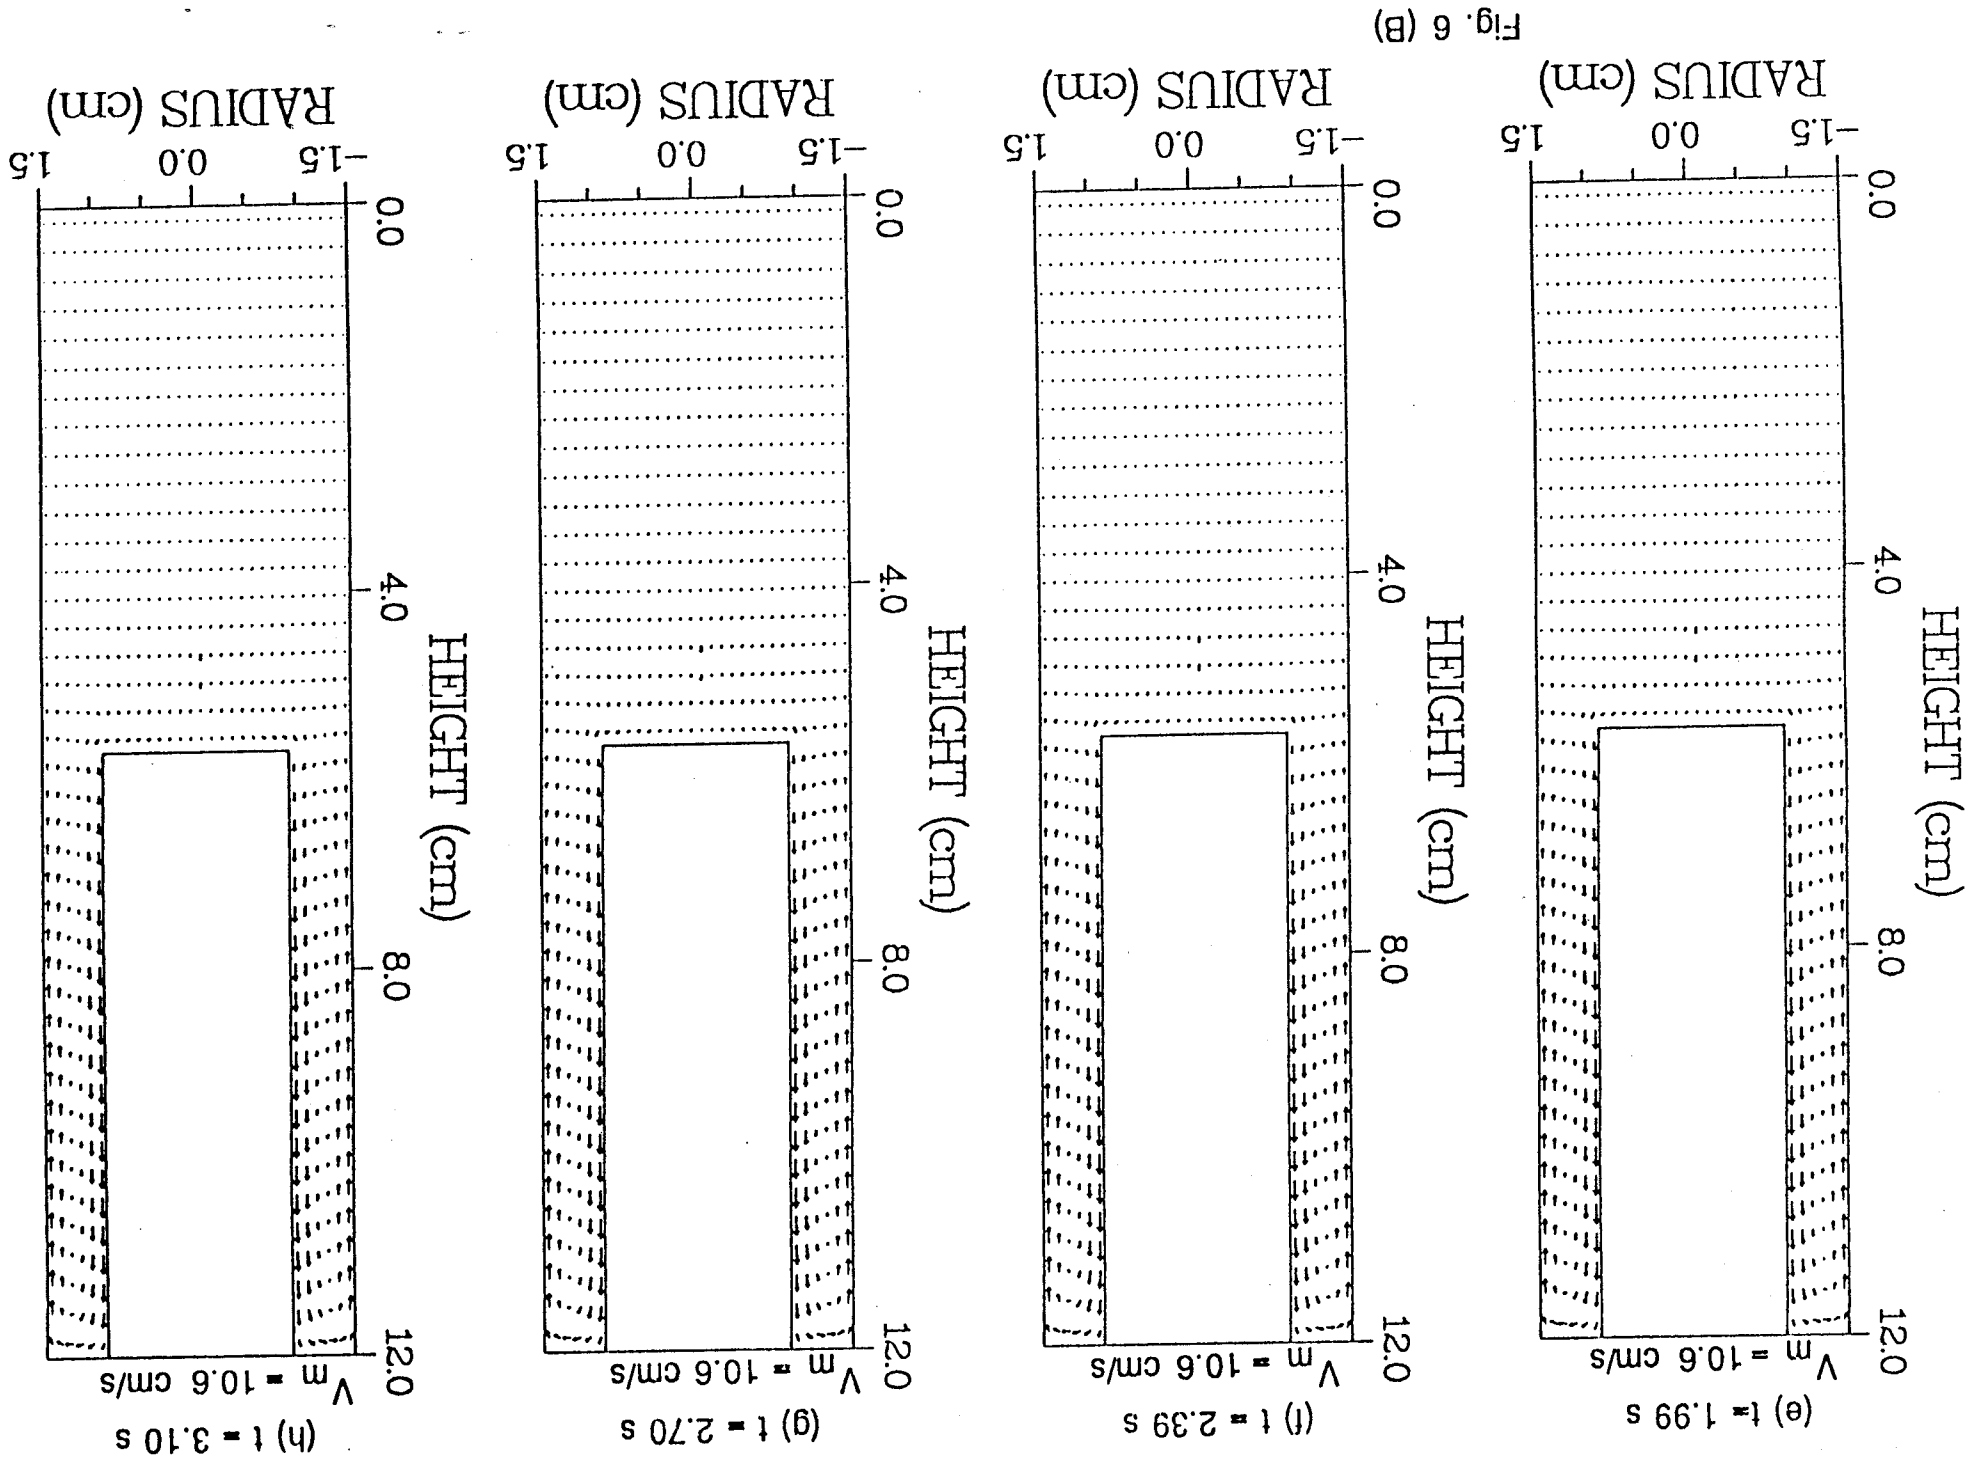 (e) t = 1.99 s
V
m = 10.6 cm/s
12.0
8.0
4.0
0.0
HEIGHT (cm)
-1.5
0.0
1.5
RADIUS (cm)
(f) t = 2.39 s
V
m = 10.6 cm/s
12.0
8.0
4.0
0.0
HEIGHT (cm)
-1.5
0.0
1.5
RADIUS (cm)
(g) t = 2.70 s
V
m = 10.6 cm/s
12.0
8.0
4.0
0.0
HEIGHT (cm)
-1.5
0.0
1.5
RADIUS (cm)
(h) t = 3.10 s
V
m = 10.6 cm/s
12.0
8.0
4.0
0.0
HEIGHT (cm)
-1.5
0.0
1.5
RADIUS (cm)
Fig. 6 (B)